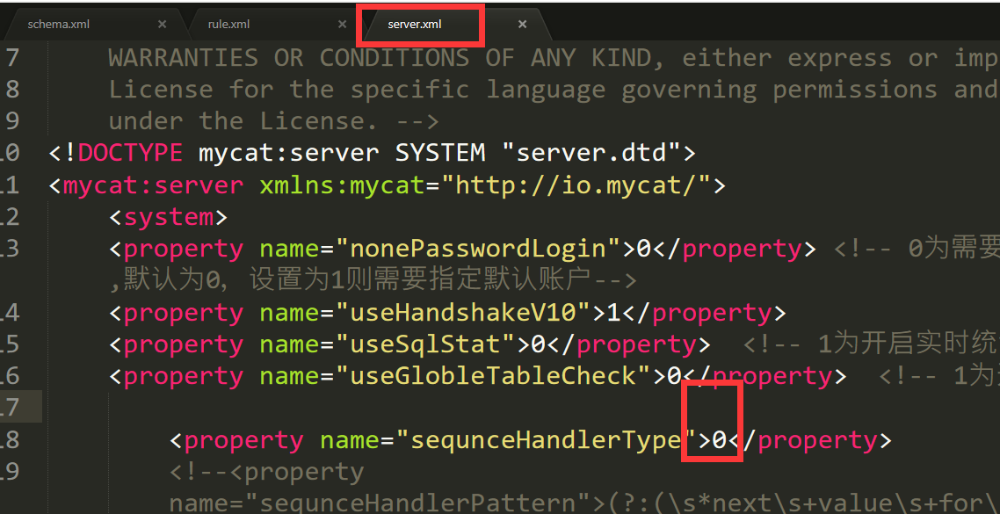 schema.xml × rule.xml × server.xml ×
7 WARRANTIES OR CONDITIONS OF ANY KIND, either express or imp
8 License for the specific language governing permissions and
9 under the License. -->
10 <!DOCTYPE mycat:server SYSTEM "server.dtd">
11 <mycat:server xmlns:mycat="http://io.mycat/">
12 <system>
13 <property name="nonePasswordLogin">0</property> <!-- 0为需要
,默认为0，设置为1则需要指定默认账户-->
14 <property name="useHandshakeV10">1</property>
15 <property name="useSqlStat">0</property> <!-- 1为开启实时统
16 <property name="useGlobleTableCheck">0</property> <!-- 1为
17
18 <property name="sequnceHandlerType">0</property>
19 <!--<property
name="sequnceHandlerPattern">(?:(\s*next\s+value\s+for\